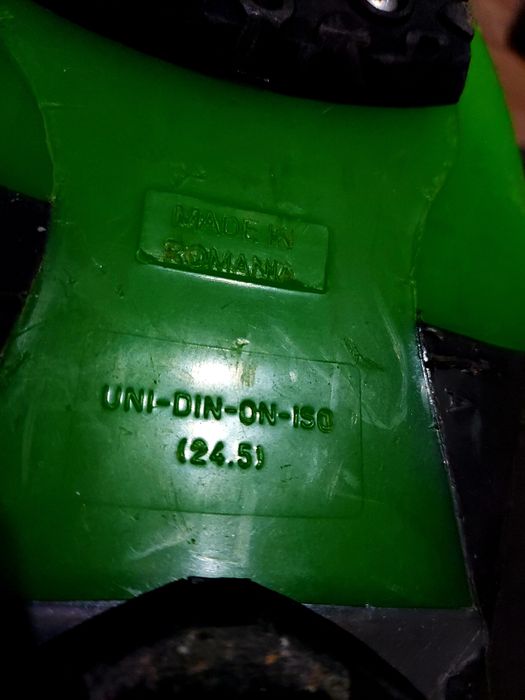 MADE IN
ROMANIA
UNI-DIN-ON-ISO
(24.5)